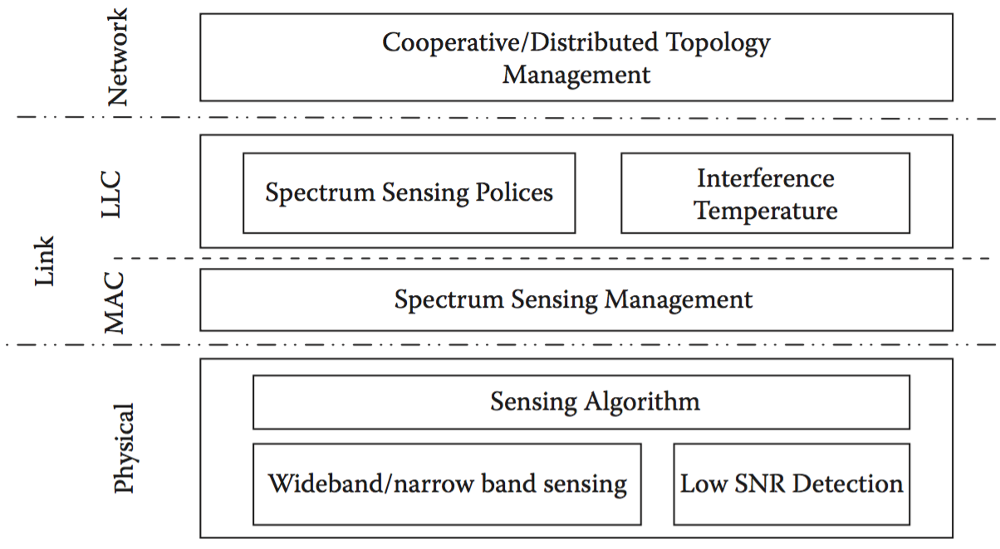 Network
Cooperative/Distributed Topology
Management
Link
LLC
Spectrum Sensing Polices
Interference
Temperature
MAC
Spectrum Sensing Management
Physical
Sensing Algorithm
Wideband/narrow band sensing
Low SNR Detection